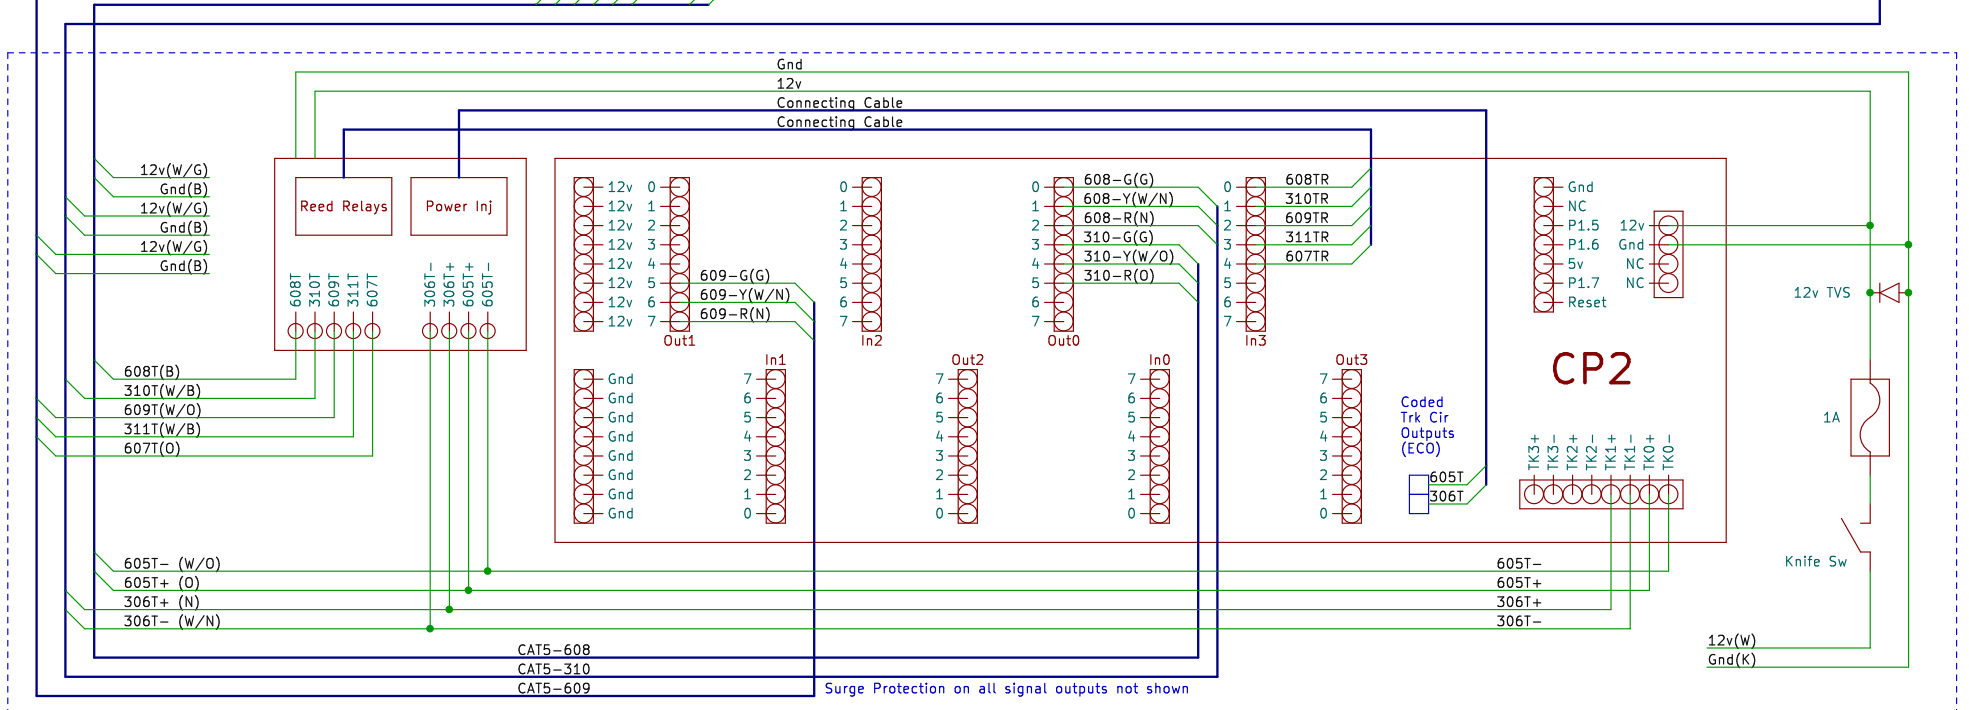 Gnd
12v
Connecting Cable
Connecting Cable
12v(W/G)
Gnd(B)
12v(W/G)
Gnd(B)
12v(W/G)
Gnd(B)
Reed Relays
Power Inj
608T
310T
609T
311T
607T
306T-
306T+
605T+
605T-
608T(B)
310T(W/B)
609T(W/O)
311T(W/B)
607T(O)
12v 0
12v 1
12v 2
12v 3
12v 4
12v 5
12v 6
12v 7
Out1
609-G(G)
609-Y(W/N)
609-R(N)
0
1
2
3
4
5
6
7
In2
0
1
2
3
4
5
6
7
Out0
608-G(G)
608-Y(W/N)
608-R(N)
310-G(G)
310-Y(W/O)
310-R(O)
0
1
2
3
4
5
6
7
In3
608TR
310TR
609TR
311TR
607TR
Gnd
NC
P1.5
P1.6
5v
P1.7
Reset
12v
Gnd
NC
NC
12v TVS
Gnd
Gnd
Gnd
Gnd
Gnd
Gnd
Gnd
Gnd
In1
7
6
5
4
3
2
1
0
Out2
7
6
5
4
3
2
1
0
In0
7
6
5
4
3
2
1
0
Out3
7
6
5
4
3
2
1
0
Coded
Trk Cir
Outputs
(ECO)
605T
306T
CP2
TK3+
TK3-
TK2+
TK2-
TK1+
TK1-
TK0+
TK0-
1A
Knife Sw
605T- (W/O)
605T+ (O)
306T+ (N)
306T- (W/N)
605T-
605T+
306T+
306T-
12v(W)
Gnd(K)
CAT5-608
CAT5-310
CAT5-609
Surge Protection on all signal outputs not shown